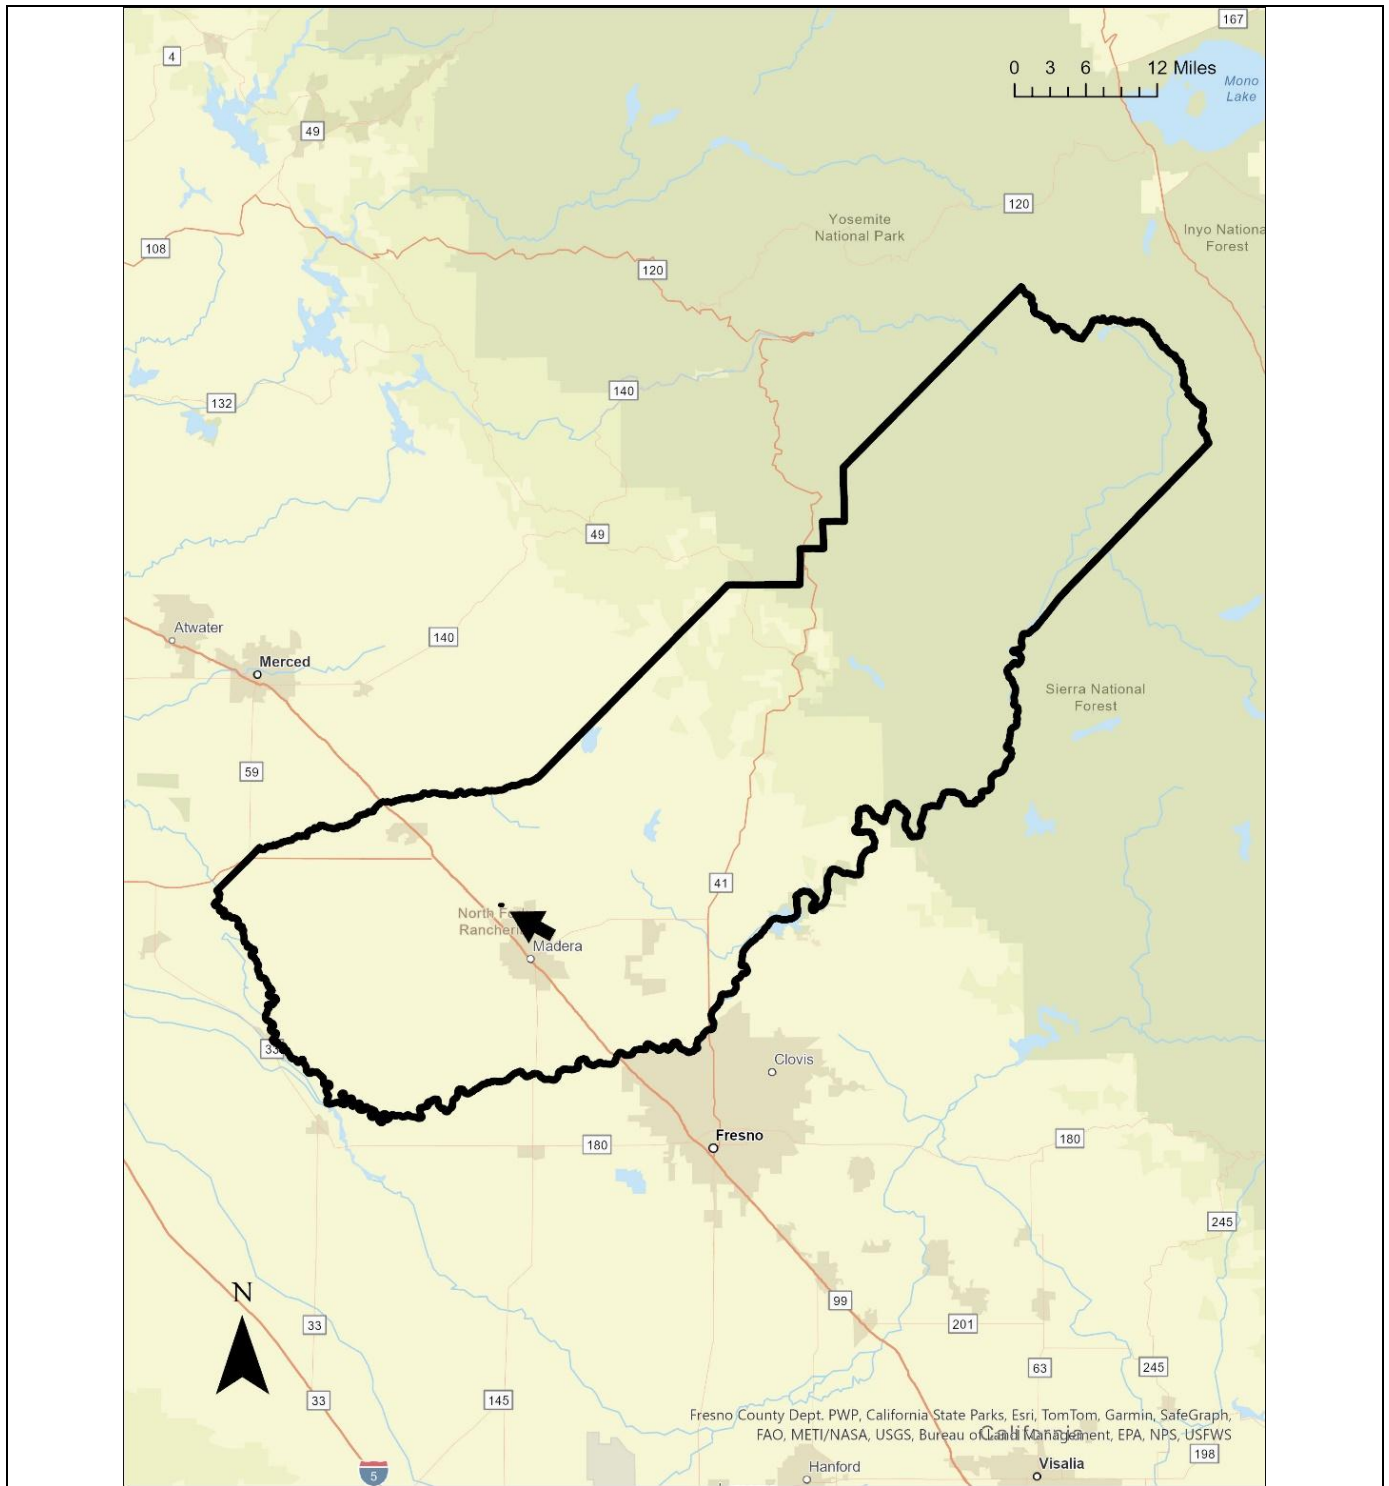 167
4
0 3 6 12 Miles
Mono
Lake
49
120
Yosemite
National Park
Inyo Nationa
Forest
108
120
140
132
49
Atwater
140
Merced
Sierra National
Forest
59
41
North Fo
Rancheri
Madera
33
Clovis
Fresno
180
180
245
N
99
33
201
63
245
33
145
Fresno County Dept. PWP, California State Parks, Esri, TomTom, Garmin, SafeGraph,
FAO, METI/NASA, USGS, Bureau of Land Management, EPA, NPS, USFWS
California
198
Visalia
Hanford
5